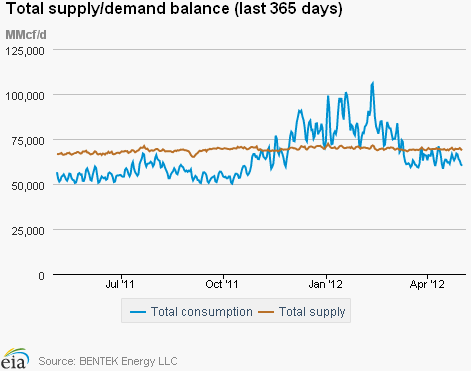 Total supply/demand balance (last 365 days)
MMcf/d
125,000
100,000
75,000
50,000
25,000
0
Jul '11 Oct '11 Jan '12 Apr '12
Total consumption Total supply
eia Source: BENTEK Energy LLC